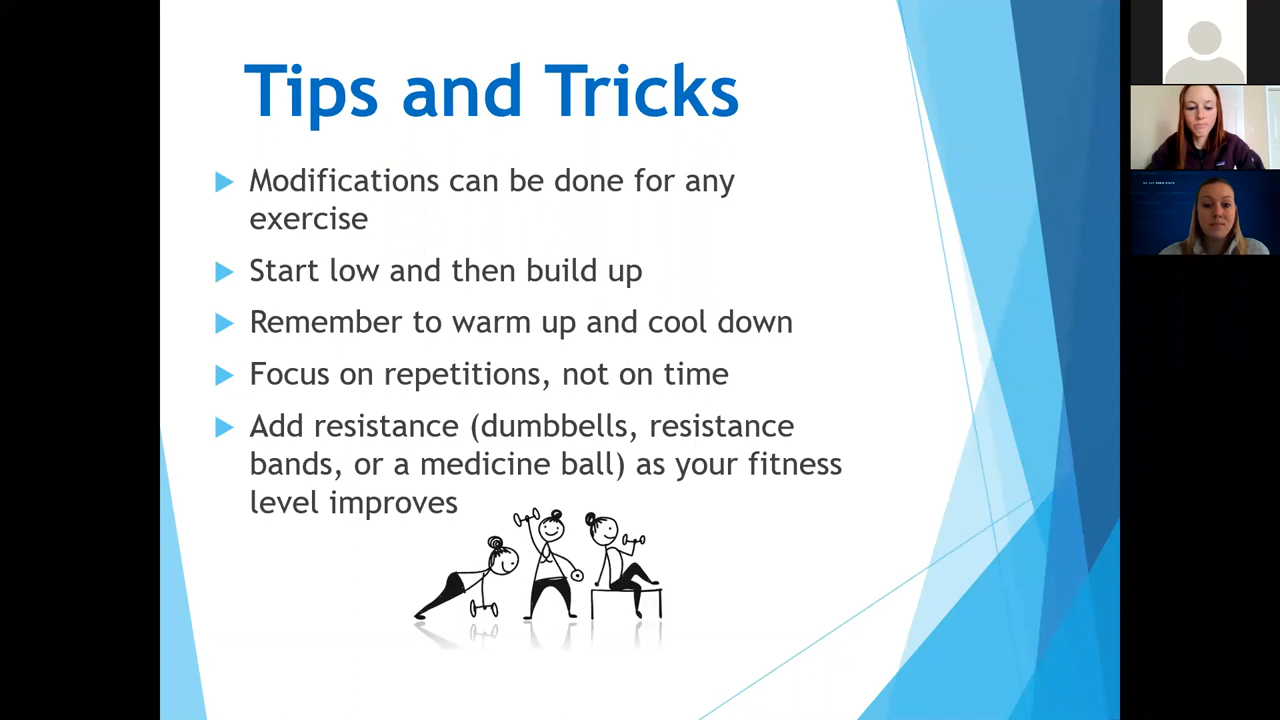 Tips and Tricks
Modifications can be done for any
exercise
Start low and then build up
Remember to warm up and cool down
Focus on repetitions, not on time
Add resistance (dumbbells, resistance
bands, or a medicine ball) as your fitness
level improves